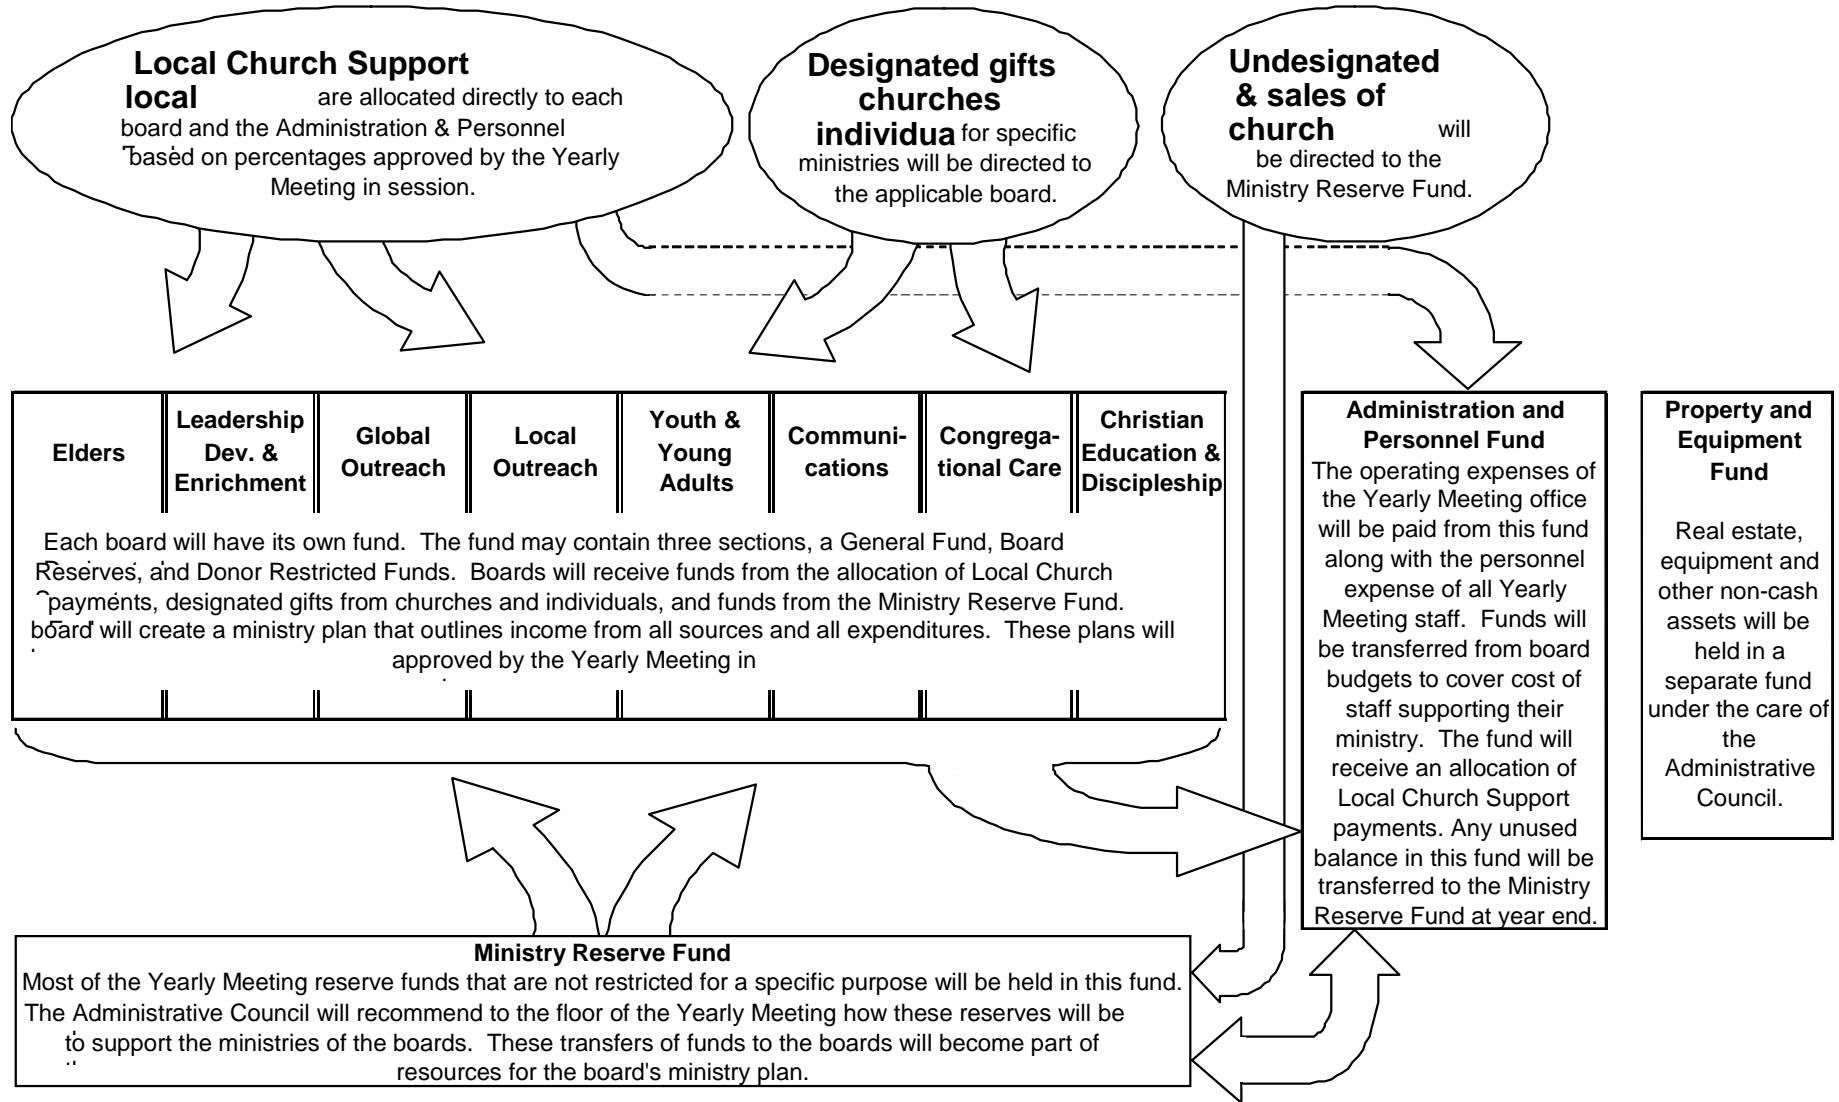 Local Church Support
local are allocated directly to each
board and the Administration & Personnel
based on percentages approved by the Yearly
Meeting in session.
Designated gifts
churches
individua for specific
ministries will be directed to
the applicable board.
Undesignated
& sales of
church will
be directed to the
Ministry Reserve Fund.
Elders
Leadership
Dev. &
Enrichment
Global
Outreach
Local
Outreach
Youth &
Young
Adults
Communi-
cations
Congrega-
tional Care
Christian
Education &
Discipleship
Each board will have its own fund. The fund may contain three sections, a General Fund, Board
Reserves, and Donor Restricted Funds. Boards will receive funds from the allocation of Local Church
payments, designated gifts from churches and individuals, and funds from the Ministry Reserve Fund.
board will create a ministry plan that outlines income from all sources and all expenditures. These plans will
approved by the Yearly Meeting in
Administration and
Personnel Fund
The operating expenses of
the Yearly Meeting office
will be paid from this fund
along with the personnel
expense of all Yearly
Meeting staff. Funds will
be transferred from board
budgets to cover cost of
staff supporting their
ministry. The fund will
receive an allocation of
Local Church Support
payments. Any unused
balance in this fund will be
transferred to the Ministry
Reserve Fund at year end.
Property and
Equipment
Fund
Real estate,
equipment and
other non-cash
assets will be
held in a
separate fund
under the care of
the
Administrative
Council.
Ministry Reserve Fund
Most of the Yearly Meeting reserve funds that are not restricted for a specific purpose will be held in this fund.
The Administrative Council will recommend to the floor of the Yearly Meeting how these reserves will be
to support the ministries of the boards. These transfers of funds to the boards will become part of
resources for the board's ministry plan.